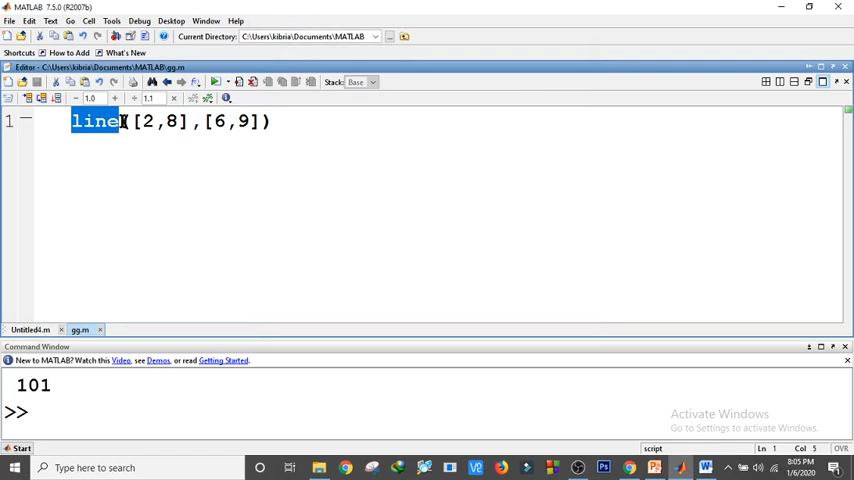 MATLAB 7.5.0 (R2007b)
File Edit Text Go Cell Tools Debug Desktop Window Help
Current Directory: C:\Users\kibria\Documents\MATLAB
Shortcuts How to Add What's New
Editor - C:\Users\kibria\Documents\MATLAB\gg.m
Stack: Base
1.0 1.1
1 line([2,8],[6,9])
Untitled4.m gg.m
Command Window
New to MATLAB? Watch this Video, see Demos, or read Getting Started.
101
>>
Activate Windows
Go to Settings to activate Windows.
Start script Ln 1 Col 5 OVR
Type here to search
8:05 PM
1/6/2020